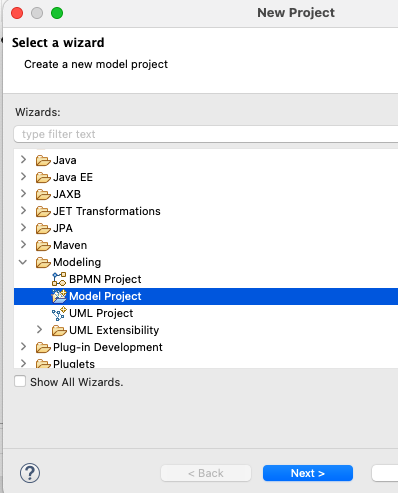 New Project
Select a wizard
Create a new model project
Wizards:
type filter text
Java
Java EE
JAXB
JET Transformations
JPA
Maven
Modeling
BPMN Project
Model Project
UML Project
UML Extensibility
Plug-in Development
Pluglets
Show All Wizards.
?
< Back
Next >